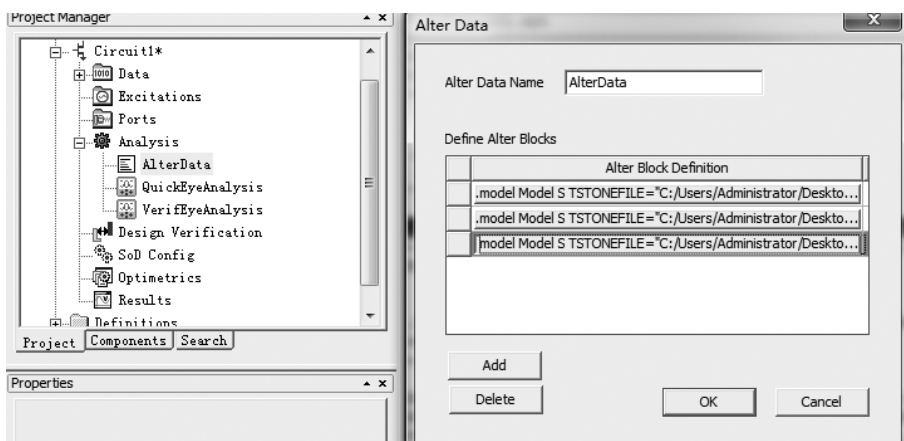 Project Manager
Circuit1*
Data
Excitations
Ports
Analysis
AlterData
QuickEyeAnalysis
VerifEyeAnalysis
Design Verification
SoD Config
Optimetrics
Results
Definitions
Project Components Search
Properties
Alter Data
Alter Data Name AlterData
Define Alter Blocks
Alter Block Definition
.model Model S TSTONEFILE="C:/Users/Administrator/Deskto...
.model Model S TSTONEFILE="C:/Users/Administrator/Deskto...
model Model S TSTONEFILE="C:/Users/Administrator/Deskto...
Add
Delete
OK
Cancel